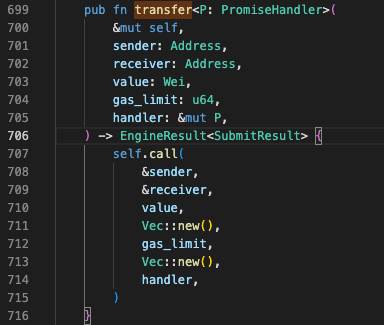 699 pub fn transfer<P: PromiseHandler>(
700 &mut self,
701 sender: Address,
702 receiver: Address,
703 value: Wei,
704 gas_limit: u64,
705 handler: &mut P,
706 ) -> EngineResult<SubmitResult> {
707 self.call(
708 &sender,
709 &receiver,
710 value,
711 Vec::new(),
712 gas_limit,
713 Vec::new(),
714 handler,
715 )
716 }